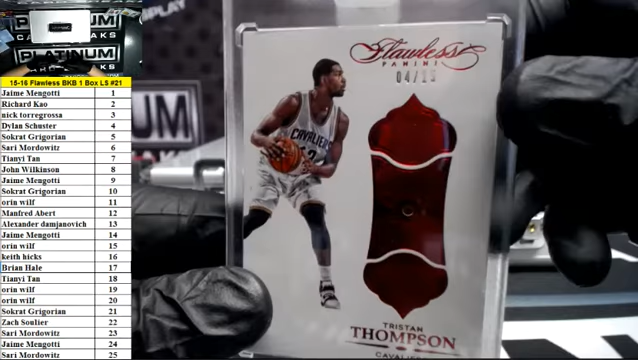 PLATINUM
PLATINUM
15-16 Flawless BKB 1 Box LS #21
Jaime Mengotti 1
Richard Kao 2
nick torregrossa 3
Dylan Schuster 4
Sokrat Grigorian 5
Sari Mordowitz 6
Tianyi Tan 7
John Wilkinson 8
Jaime Mengotti 9
Sokrat Grigorian 10
orin wilf 11
Manfred Abert 12
Alexander damjanovich 13
Jaime Mengotti 14
orin wilf 15
keith hicks 16
Brian Hale 17
Tianyi Tan 18
orin wilf 19
orin wilf 20
Sokrat Grigorian 21
Zach Soulier 22
Sari Mordowitz 23
Jaime Mengotti 24
Sari Mordowitz 25
Flawless
PANINI
CAVALIERS
TRISTAN
THOMPSON